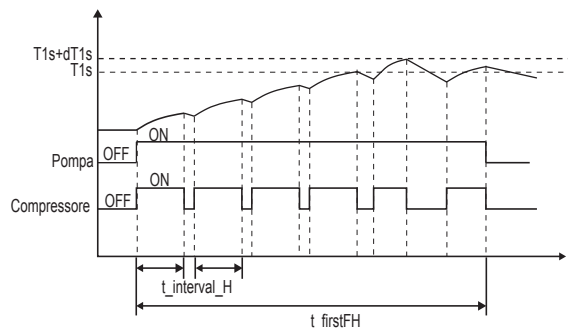 T1s+dT1s
T1s
ON
Pompa OFF
ON
Compressore OFF
t_interval_H
t_firstFH